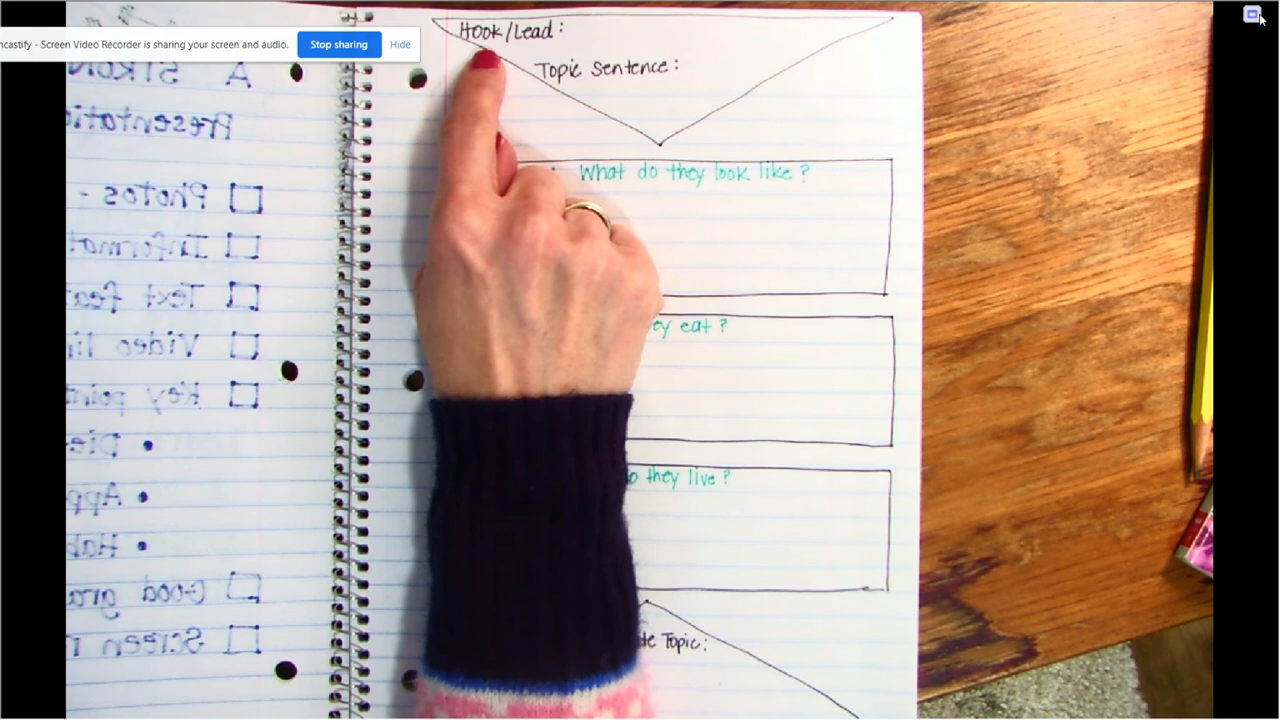 ncastify - Screen Video Recorder is sharing your screen and audio. Stop sharing Hide
A STRON
Presentatio
Photos -
Informat
Text fea
Video li
Key point
• Die
• App
• Hab
Good gra
Screen r
Hook/Lead:
Topic Sentence:
What do they look like?
ey eat?
o they live?
te Topic: